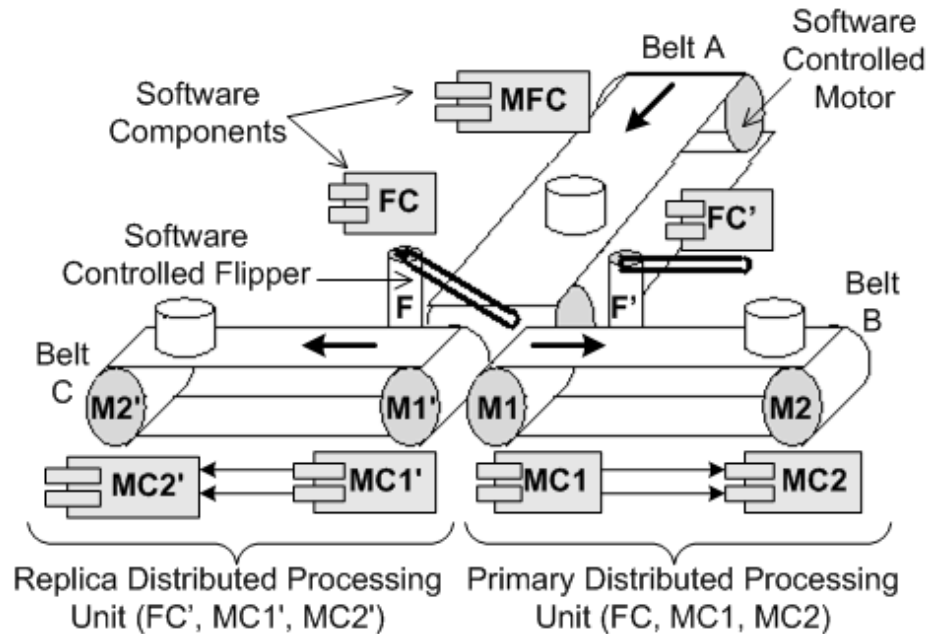 Belt A
Software
Controlled
Motor
Software
Components
MFC
FC
FC'
Software
Controlled Flipper
F
F'
Belt
B
Belt
C
M2'
M1'
M1
M2
MC2'
MC1'
MC1
MC2
Replica Distributed Processing
Unit (FC', MC1', MC2')
Primary Distributed Processing
Unit (FC, MC1, MC2)